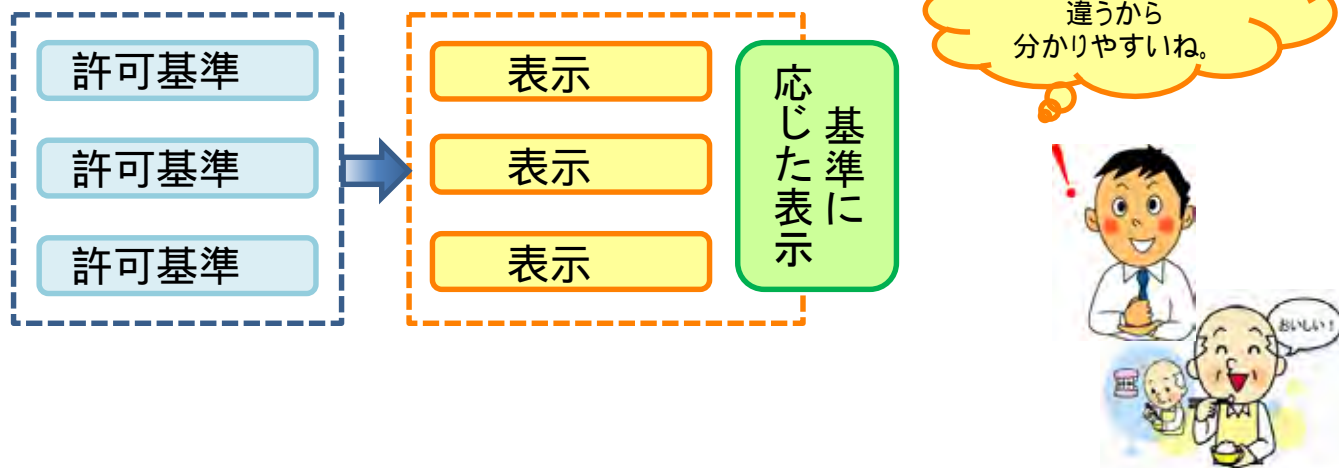 違うから
分かりやすいね。
許可基準
許可基準
許可基準
表示
表示
表示
基準に
応じた表示
!
おいしい!